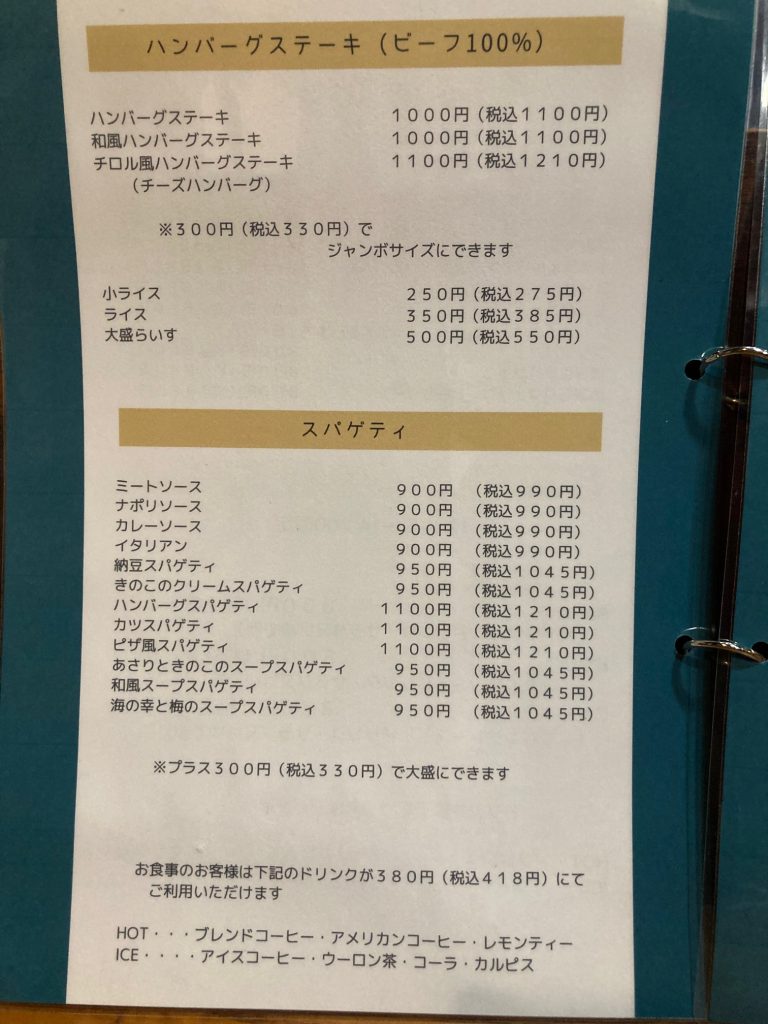 ハンバーグステーキ（ビーフ100%）
ハンバーグステーキ　１０００円（税込１１００円）
和風ハンバーグステーキ　１０００円（税込１１００円）
チロル風ハンバーグステーキ　１１００円（税込１２１０円）
（チーズハンバーグ）
※３００円（税込３３０円）で
ジャンボサイズにできます
小ライス　２５０円（税込２７５円）
ライス　３５０円（税込３８５円）
大盛らいす　５００円（税込５５０円）
スパゲティ
ミートソース　９００円　（税込９９０円）
ナポリソース　９００円　（税込９９０円）
カレーソース　９００円　（税込９９０円）
イタリアン　９００円　（税込９９０円）
納豆スパゲティ　９５０円　（税込１０４５円）
きのこのクリームスパゲティ　９５０円　（税込１０４５円）
ハンバーグスパゲティ　１１００円　（税込１２１０円）
カツスパゲティ　１１００円　（税込１２１０円）
ピザ風スパゲティ　１１００円　（税込１２１０円）
あさりときのこのスープスパゲティ　９５０円　（税込１０４５円）
和風スープスパゲティ　９５０円　（税込１０４５円）
海の幸と梅のスープスパゲティ　９５０円　（税込１０４５円）
※プラス３００円（税込３３０円）で大盛にできます
お食事のお客様は下記のドリンクが３８０円（税込４１８円）にて
ご利用いただけます
HOT・・・ブレンドコーヒー・アメリカンコーヒー・レモンティー
ICE・・・・アイスコーヒー・ウーロン茶・コーラ・カルピス